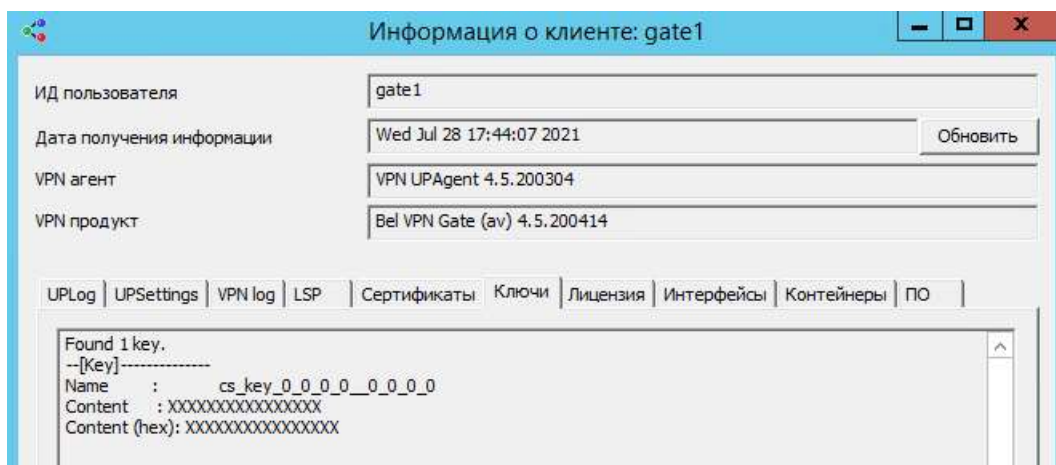 Информация о клиенте: gate1
ИД пользователя gate1
Дата получения информации Wed Jul 28 17:44:07 2021 Обновить
VPN агент VPN UPAgent 4.5.200304
VPN продукт Bel VPN Gate (av) 4.5.200414
UPLog UPSettings VPN log LSP Сертификаты Ключи Лицензия Интерфейсы Контейнеры ПО
Found 1 key.
--[Key]--------------
Name : cs_key_0_0_0_0__0_0_0_0
Content : XXXXXXXXXXXXXXXX
Content (hex): XXXXXXXXXXXXXXXX